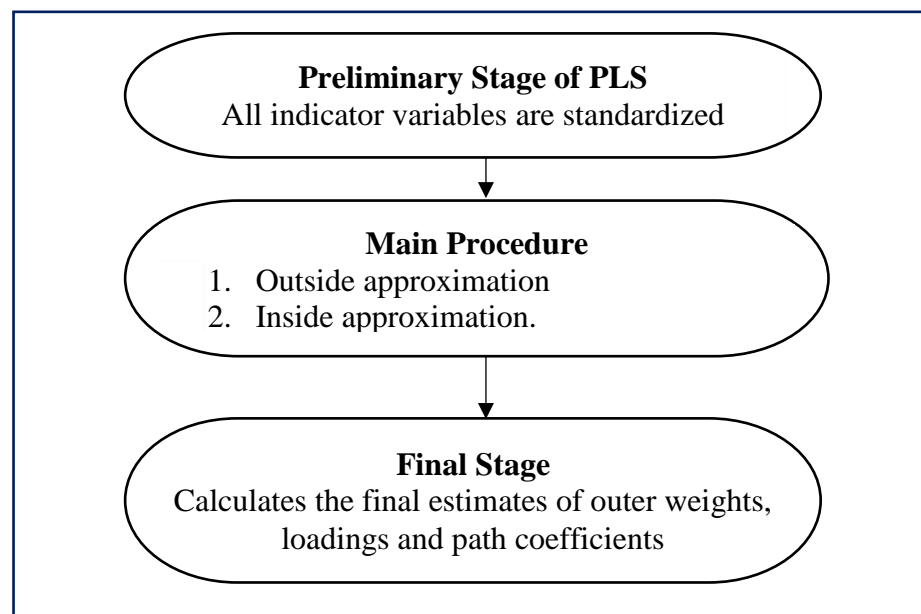 Preliminary Stage of PLS
All indicator variables are standardized
Main Procedure
1. Outside approximation
2. Inside approximation.
Final Stage
Calculates the final estimates of outer weights,
loadings and path coefficients